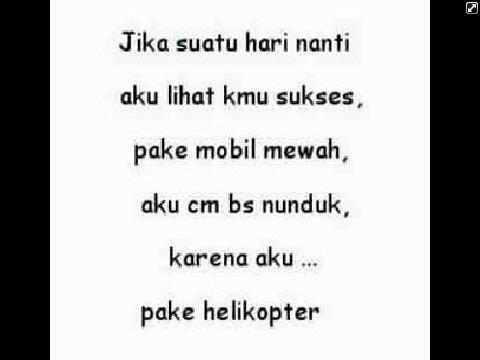 Jika suatu hari nanti
aku lihat kmu sukses,
pake mobil mewah,
aku cm bs nunduk,
karena aku ...
pake helikopter